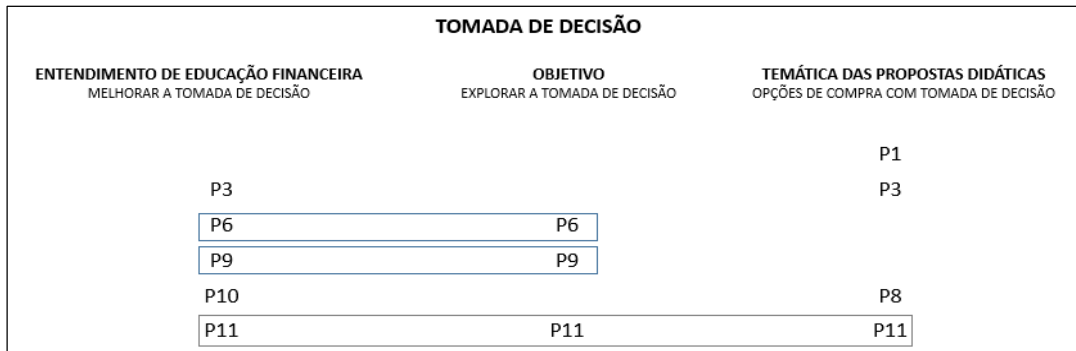 TOMADA DE DECISÃO
ENTENDIMENTO DE EDUCAÇÃO FINANCEIRA OBJETIVO TEMÁTICA DAS PROPOSTAS DIDÁTICAS
MELHORAR A TOMADA DE DECISÃO EXPLORAR A TOMADA DE DECISÃO OPÇÕES DE COMPRA COM TOMADA DE DECISÃO
P1
P3 P3
P6 P6
P9 P9
P10 P8
P11 P11 P11